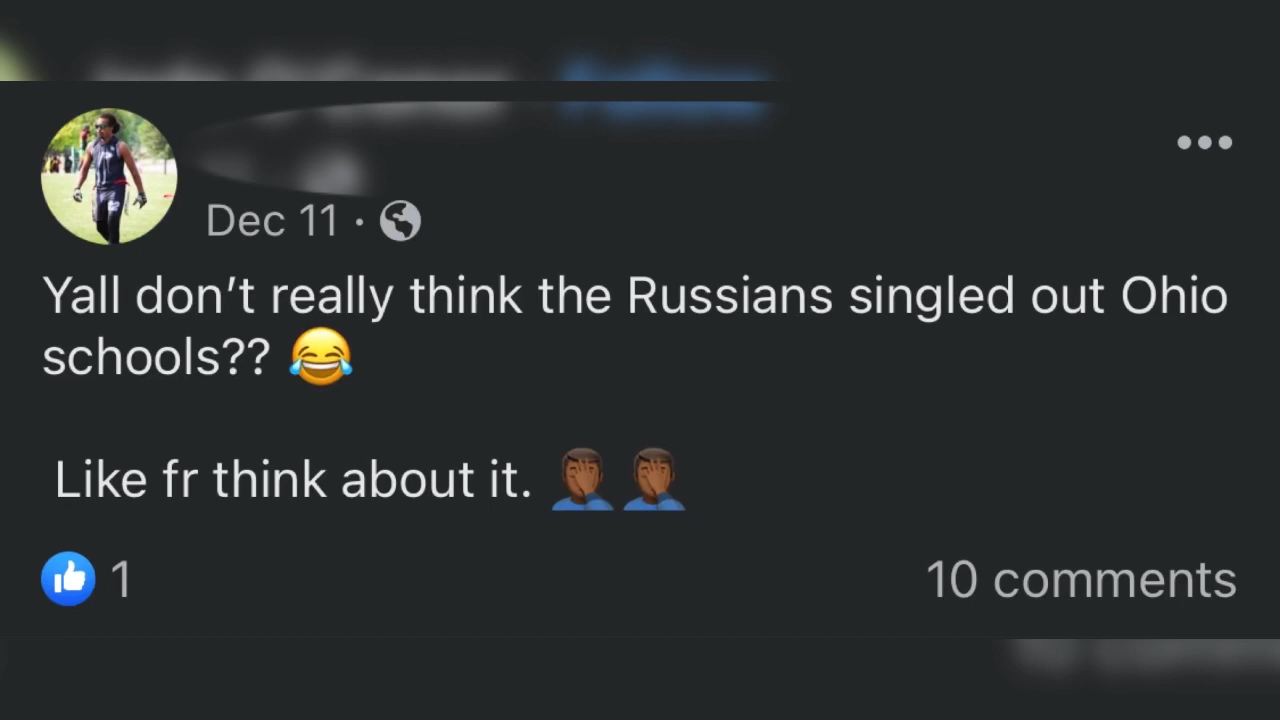 Dec 11 ·
Yall don’t really think the Russians singled out Ohio
schools?? 😂
Like fr think about it. 🤦🏾‍♂️🤦🏾‍♂️
1
10 comments